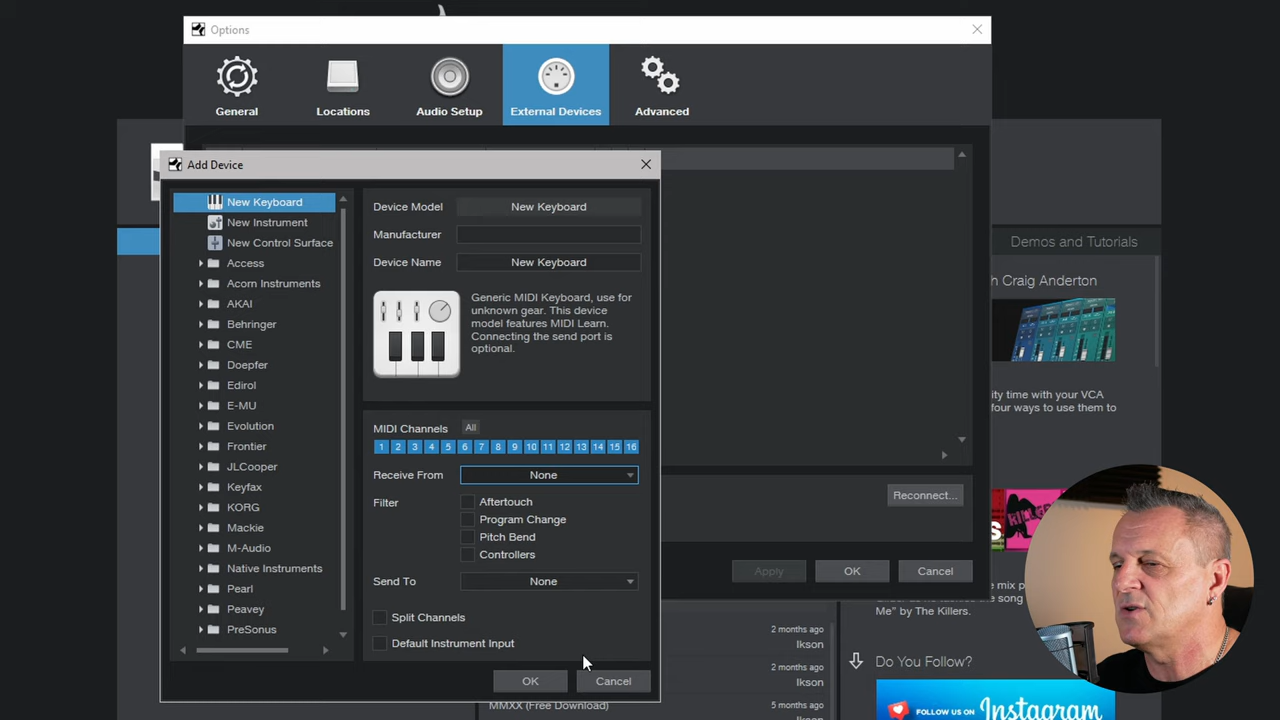 Options
General
Locations
Audio Setup
External Devices
Advanced
Add Device
New Keyboard
New Instrument
New Control Surface
Access
Acorn Instruments
AKAI
Behringer
CME
Doepfer
Edirol
E-MU
Evolution
Frontier
JLCooper
Keyfax
KORG
Mackie
M-Audio
Native Instruments
Pearl
Peavey
PreSonus
Device Model
New Keyboard
Manufacturer
Device Name
New Keyboard
Generic MIDI Keyboard, use for
unknown gear. This device
model features MIDI Learn.
Connecting the send port is
optional.
MIDI Channels All
1 2 3 4 5 6 7 8 9 10 11 12 13 14 15 16
Receive From None
Filter
Aftertouch
Program Change
Pitch Bend
Controllers
Send To None
Split Channels
Default Instrument Input
OK Cancel
Reconnect...
Apply OK Cancel
Demos and Tutorials
h Craig Anderton
ity time with your VCA
four ways to use them to
KILLERS
e mix p
the song
Me" by The Killers.
2 months ago
Ikson
2 months ago
Ikson
5 months ago
MMXX (Free Download)
Do You Follow?
FOLLOW US ON
Instagram